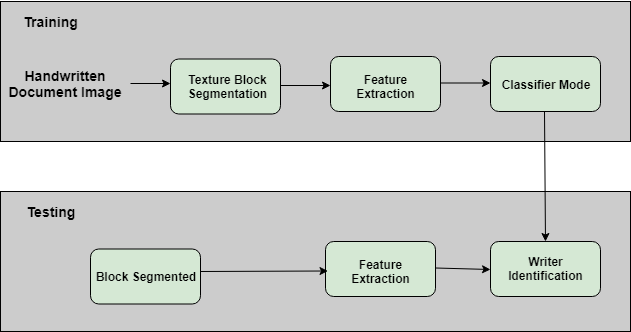 Training
Handwritten
Document Image
Texture Block
Segmentation
Feature
Extraction
Classifier Mode
Testing
Block Segmented
Feature
Extraction
Writer
Identification